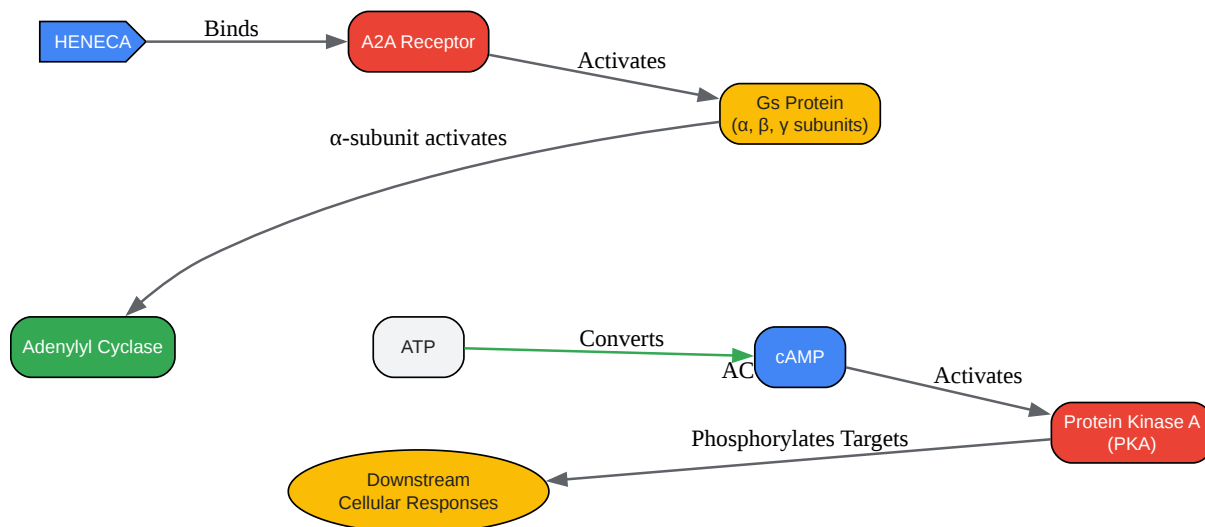 HENECA
Binds
A2A Receptor
Activates
Gs Protein
(α, β, γ subunits)
α-subunit activates
Adenylyl Cyclase
ATP
Converts
AC
cAMP
Activates
Protein Kinase A
(PKA)
Phosphorylates Targets
Downstream
Cellular Responses